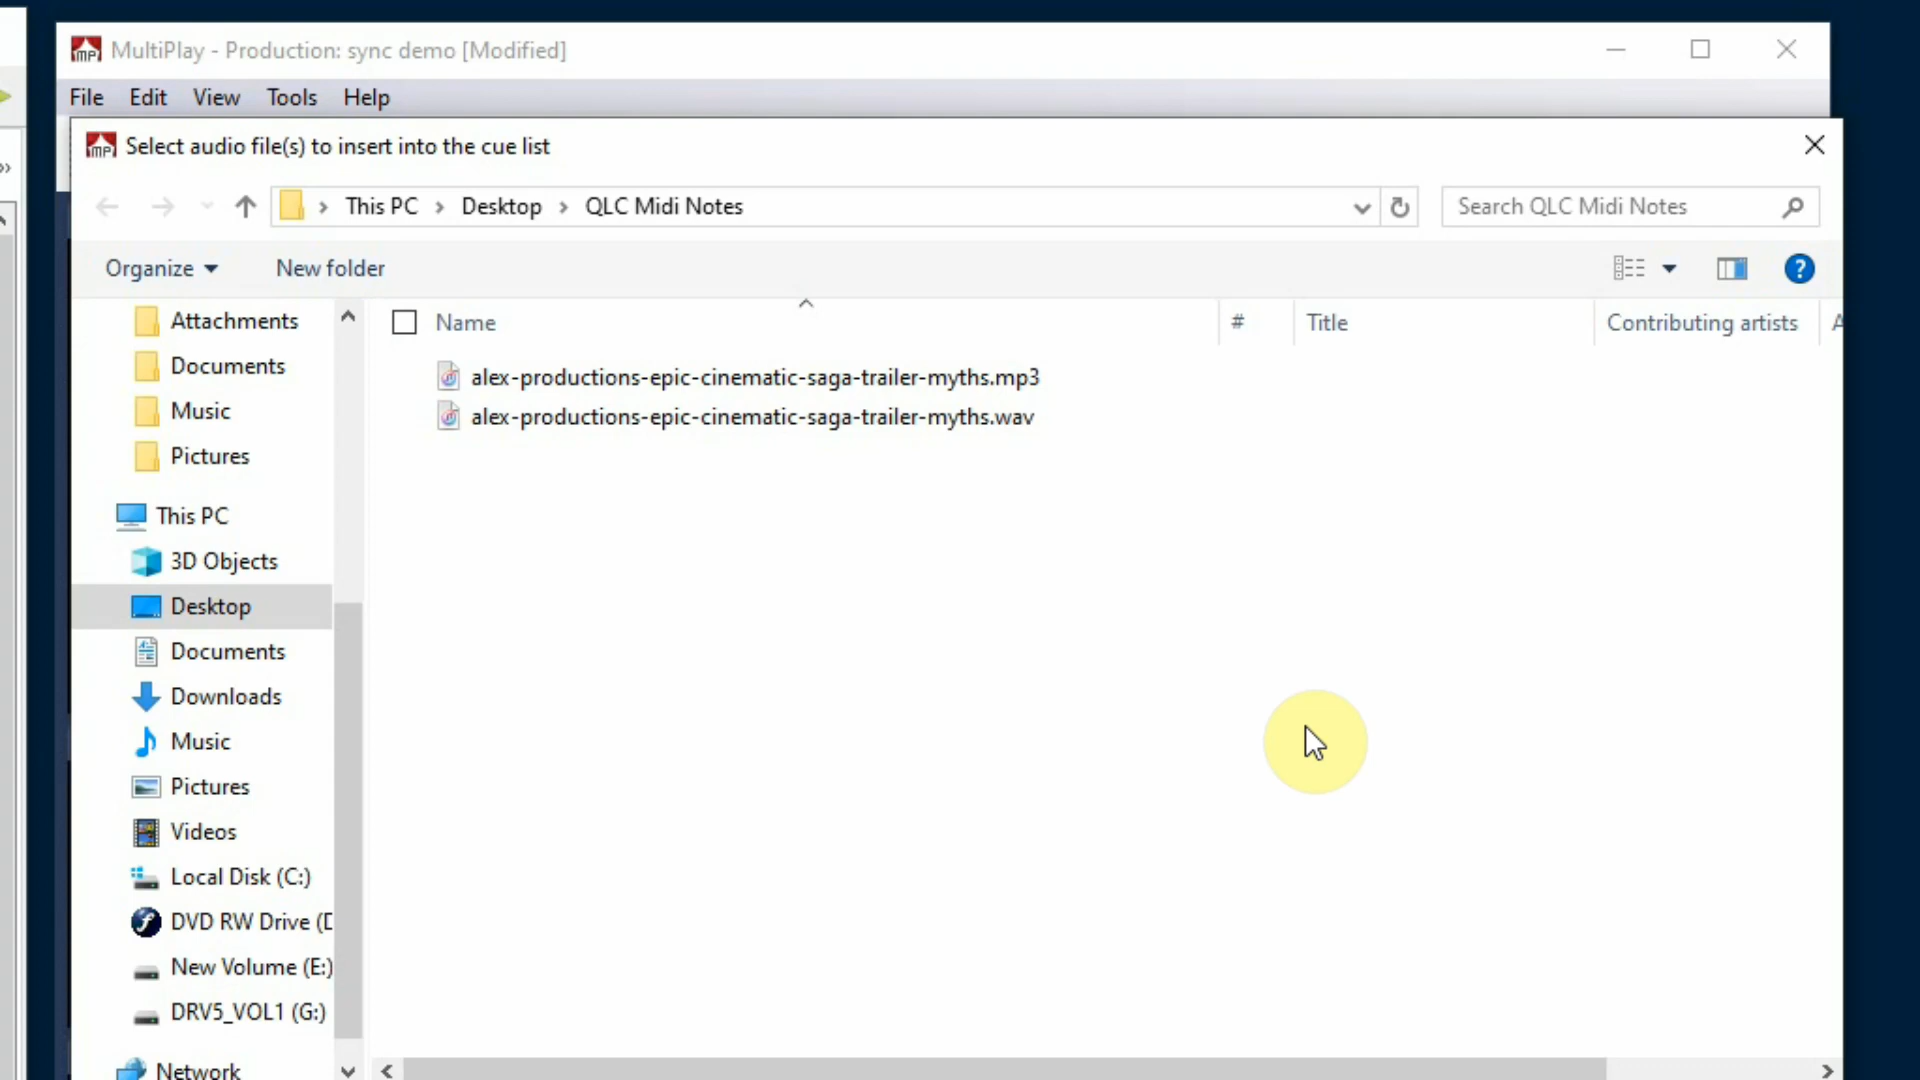 MultiPlay - Production: sync demo [Modified]
File Edit View Tools Help
Select audio file(s) to insert into the cue list
This PC > Desktop > QLC Midi Notes
Search QLC Midi Notes
Organize New folder
?
Name # Title Contributing artists A
Attachments
Documents
Music
Pictures
This PC
3D Objects
Desktop
Documents
Downloads
Music
Pictures
Videos
Local Disk (C:)
DVD RW Drive (D
New Volume (E:)
DRV5_VOL1 (G:)
Network
alex-productions-epic-cinematic-saga-trailer-myths.mp3
alex-productions-epic-cinematic-saga-trailer-myths.wav